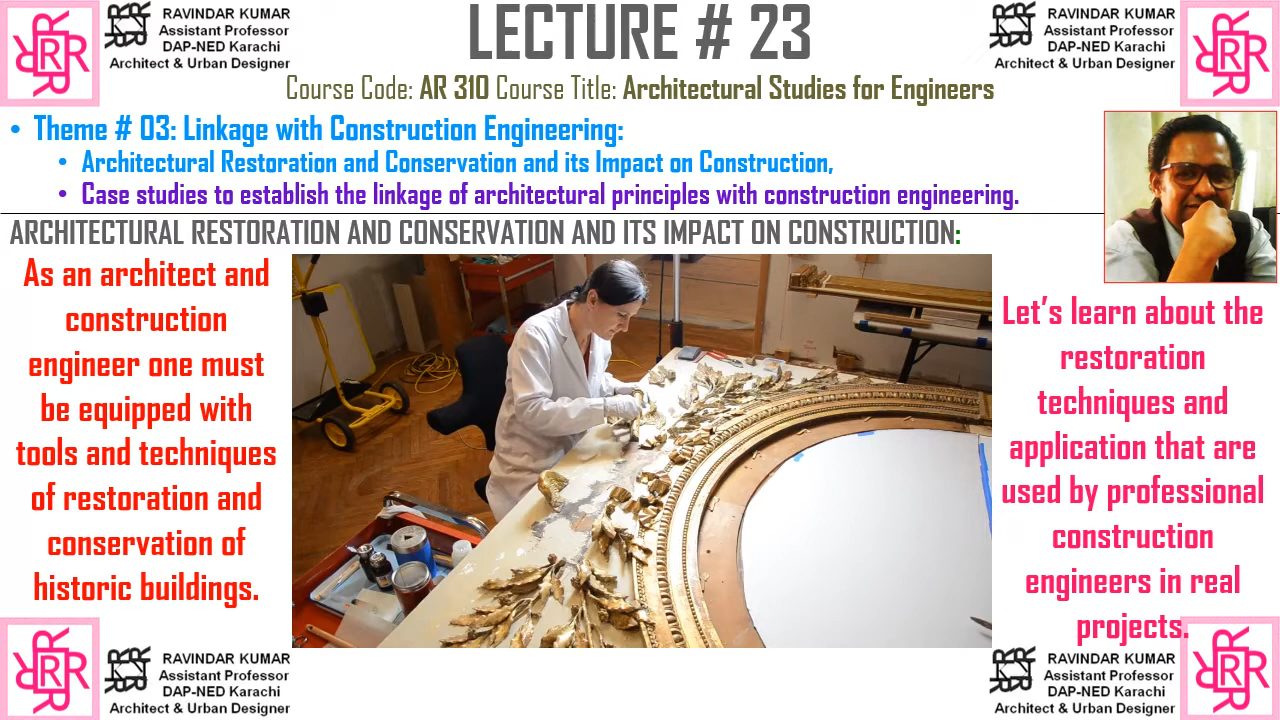 RAVINDAR KUMAR
Assistant Professor
DAP-NED Karachi
Architect & Urban Designer
LECTURE # 23
RAVINDAR KUMAR
Assistant Professor
DAP-NED Karachi
Architect & Urban Designer
Course Code: AR 310 Course Title: Architectural Studies for Engineers
• Theme # 03: Linkage with Construction Engineering:
• Architectural Restoration and Conservation and its Impact on Construction,
• Case studies to establish the linkage of architectural principles with construction engineering.
ARCHITECTURAL RESTORATION AND CONSERVATION AND ITS IMPACT ON CONSTRUCTION:
As an architect and
construction
engineer one must
be equipped with
tools and techniques
of restoration and
conservation of
historic buildings.
Let's learn about the
restoration
techniques and
application that are
used by professional
construction
engineers in real
projects.
RAVINDAR KUMAR
Assistant Professor
DAP-NED Karachi
Architect & Urban Designer
RAVINDAR KUMAR
Assistant Professor
DAP-NED Karachi
Architect & Urban Designer